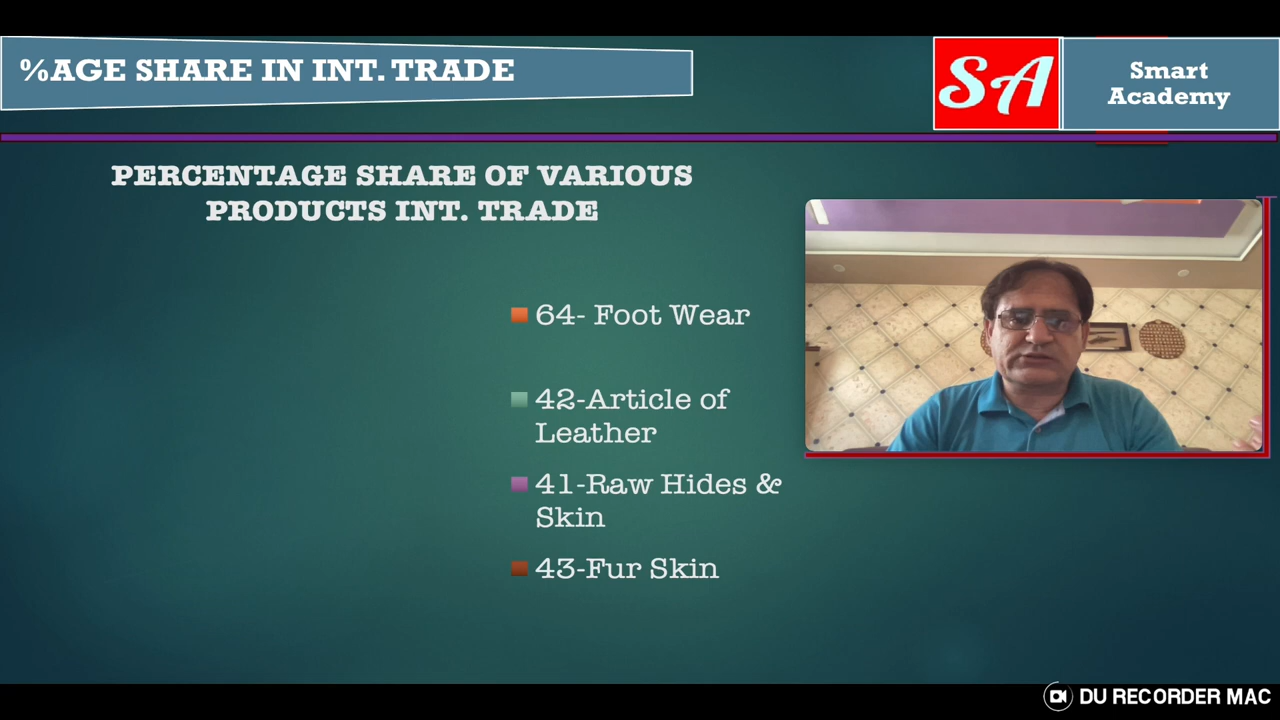 %AGE SHARE IN INT. TRADE
SA
Smart
Academy
PERCENTAGE SHARE OF VARIOUS
PRODUCTS INT. TRADE
64- Foot Wear
42-Article of
Leather
41-Raw Hides &
Skin
43-Fur Skin
DU RECORDER MAC